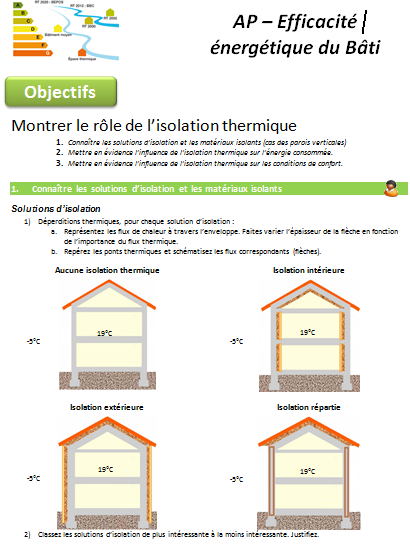 RT 2020 - BEPOS
RT 2012 - BBC
RT 2005
RT 2000
Bâtiment moyen
Épave thermique
AP – Efficacité
énergétique du Bâti
Objectifs
Montrer le rôle de l'isolation thermique
1. Connaître les solutions d'isolation et les matériaux isolants (cas des parois verticales)
2. Mettre en évidence l'influence de l'isolation thermique sur l'énergie consommée.
3. Mettre en évidence l'influence de l'isolation thermique sur les conditions de confort.
1. Connaître les solutions d'isolation et les matériaux isolants
Solutions d'isolation
1) Déperditions thermiques, pour chaque solution d'isolation :
a. Représentez les flux de chaleur à travers l'enveloppe. Faites varier l'épaisseur de la flèche en fonction
de l'importance du flux thermique.
b. Repérez les ponts thermiques et schématisez les flux correspondants (flèches).
Aucune isolation thermique
Isolation intérieure
-5°C
19°C
-5°C
19°C
Isolation extérieure
Isolation répartie
-5°C
19°C
-5°C
19°C
2) Classez les solutions d'isolation de plus intéressante à la moins intéressante. Justifiez.